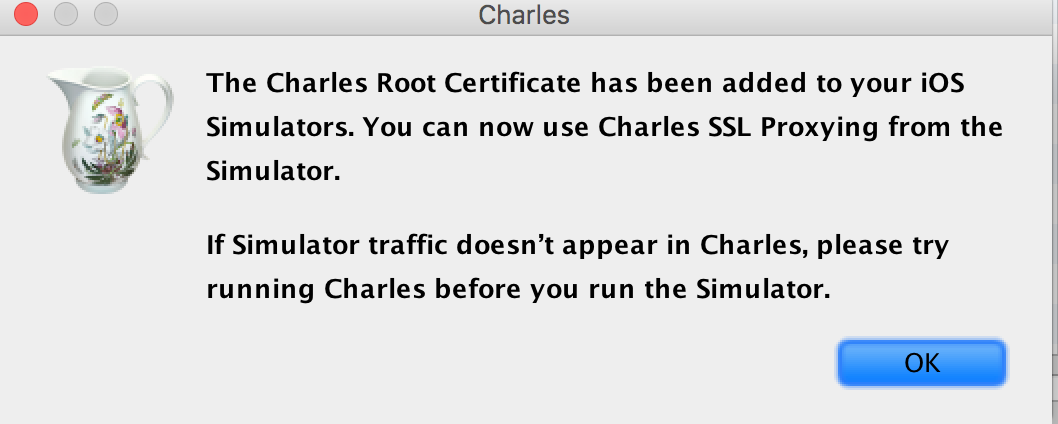 Charles
The Charles Root Certificate has been added to your iOS
Simulators. You can now use Charles SSL Proxying from the
Simulator.
If Simulator traffic doesn’t appear in Charles, please try
running Charles before you run the Simulator.
OK